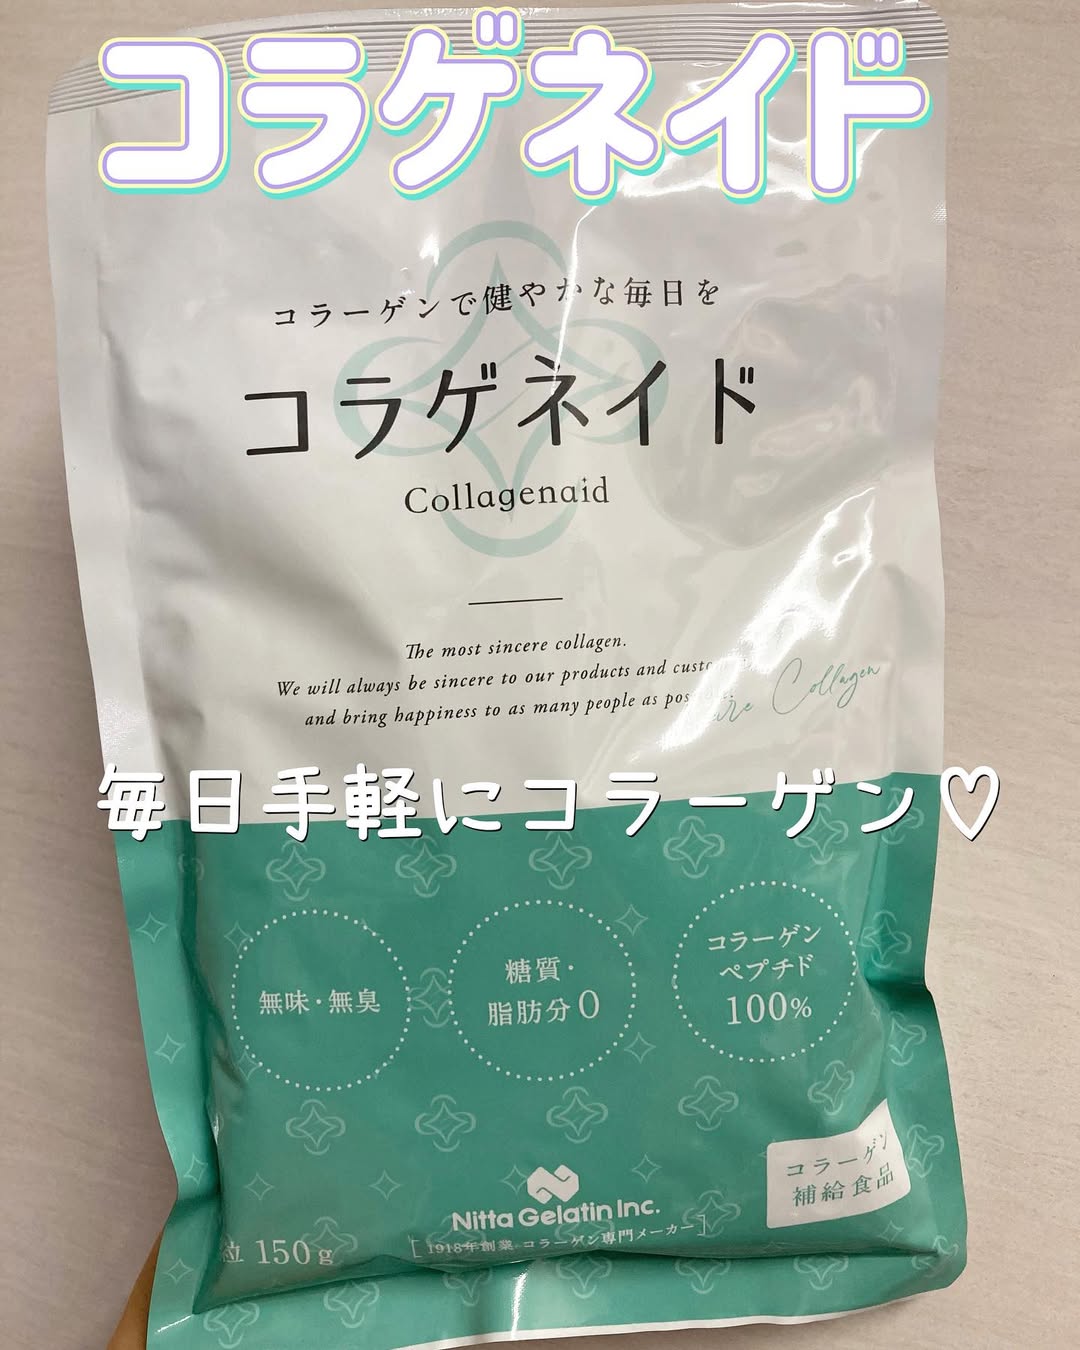 コラゲネイド
コラーゲンで健やかな毎日を
コラゲネイド
Collagenaid
The most sincere collagen.
We will always be sincere to our products and
and bring happiness to as many people as
Collagen
毎日手軽にコラーゲン♡
無味・無臭
糖質・
脂肪分0
コラーゲン
ペプチド
100%
コラーゲン
補給食品
Nitta Gelatin Inc.
[1918年創業 コラーゲン専門メーカー]
150g